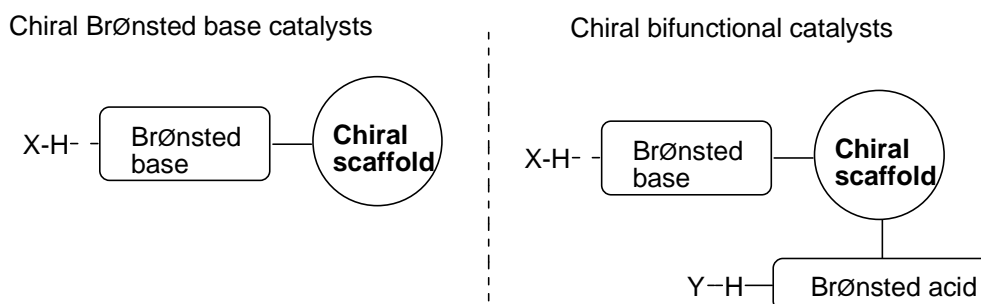 Chiral BrØnsted base catalysts
Chiral bifunctional catalysts
X-H
BrØnsted
base
Chiral
scaffold
X-H
BrØnsted
base
Chiral
scaffold
Y-H
BrØnsted acid